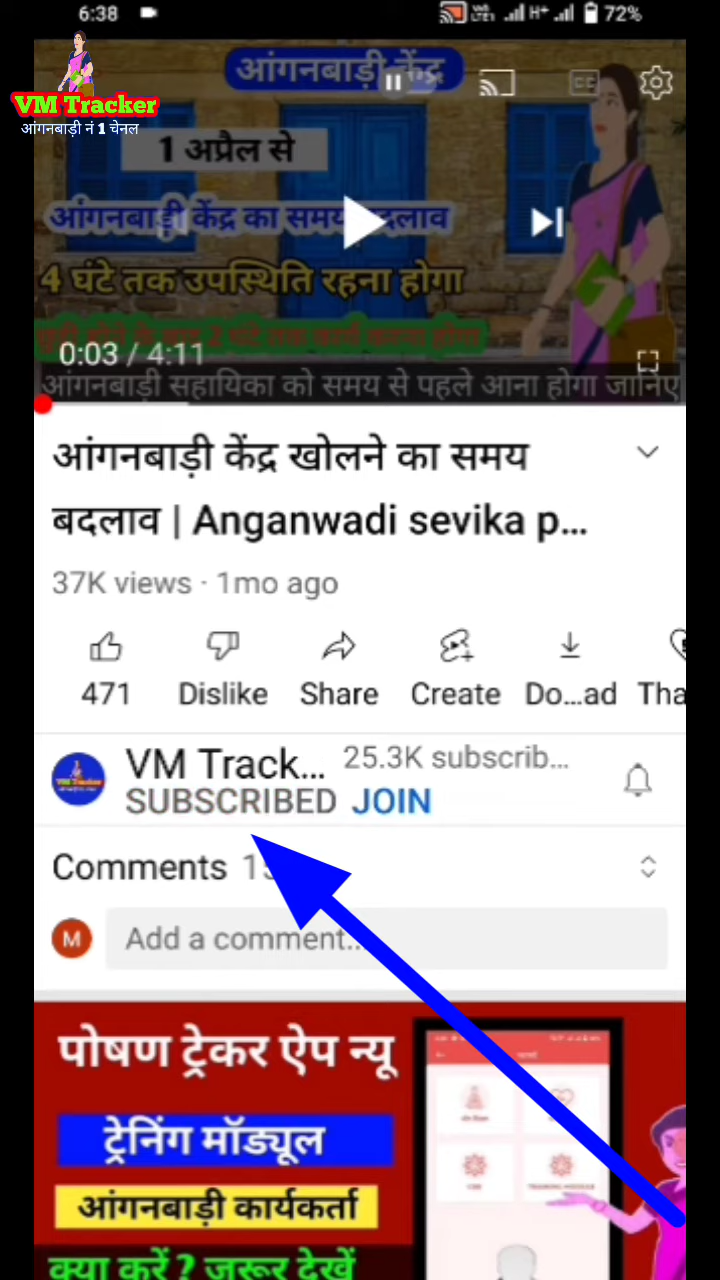 6:38
72%
VM Tracker
आंगनबाड़ी नं 1 चेनल
आंगनबाड़ी केंद्र
CC
1 अप्रैल से
आंगनबाड़ी केंद्र का समय बदलाव
4 घंटे तक उपस्थिति रहना होगा
0:03 / 4:11
आंगनबाड़ी सहायिका को समय से पहले आना होगा जानिए
आंगनबाड़ी केंद्र खोलने का समय
बदलाव | Anganwadi sevika p...
37K views · 1mo ago
471 Dislike Share Create Do...ad Tha
VM Track... 25.3K subscrib...
SUBSCRIBED JOIN
Comments
M Add a comment...
पोषण ट्रेकर ऐप न्यू
ट्रेनिंग मॉड्यूल
आंगनबाड़ी कार्यकर्ता
क्या करें ? जरूर देखें